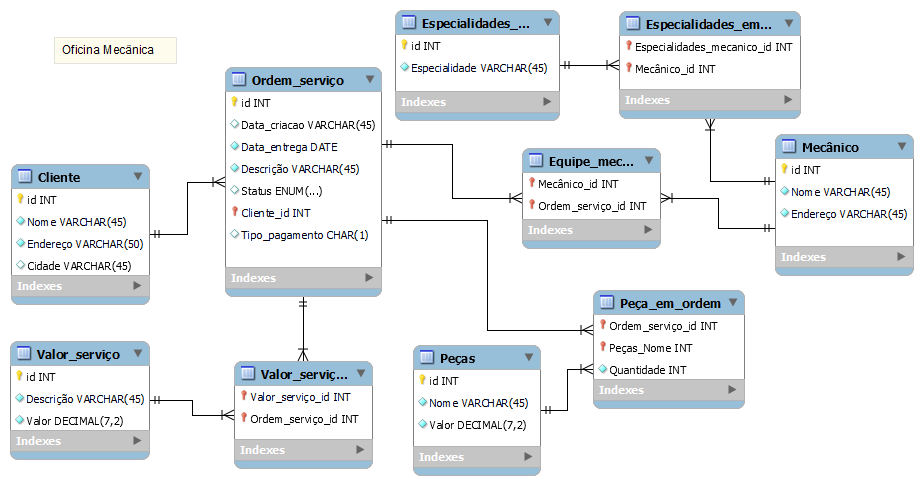 Oficina Mecânica
Especialidades_...
id INT
Especialidade VARCHAR(45)
Indexes
Especialidades_em...
Especialidades_mecanico_id INT
Mecânico_id INT
Indexes
Ordem_serviço
id INT
Data_criacao VARCHAR(45)
Data_entrega DATE
Descrição VARCHAR(45)
Status ENUM(...)
Cliente_id INT
Tipo_pagamento CHAR(1)
Indexes
Cliente
id INT
Nome VARCHAR(45)
Endereço VARCHAR(50)
Cidade VARCHAR(45)
Indexes
Equipe_mec...
Mecânico_id INT
Ordem_serviço_id INT
Indexes
Mecânico
id INT
Nome VARCHAR(45)
Endereço VARCHAR(45)
Indexes
Peça_em_ordem
Ordem_serviço_id INT
Peças_Nome INT
Quantidade INT
Indexes
Valor_serviço
id INT
Descrição VARCHAR(45)
Valor DECIMAL(7,2)
Indexes
Valor_serviç...
Valor_serviço_id INT
Ordem_serviço_id INT
Indexes
Peças
id INT
Nome VARCHAR(45)
Valor DECIMAL(7,2)
Indexes